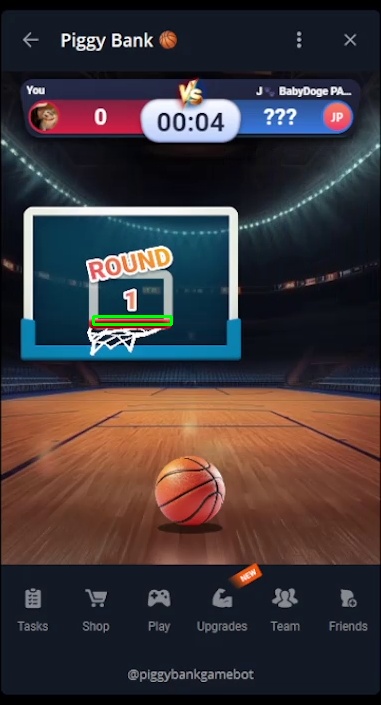 Piggy Bank
You
VS
J BabyDoge PA...
0
00:04
???
JP
ROUND
1
NEW
Tasks
Shop
Play
Upgrades
Team
Friends
@piggybankgamebot